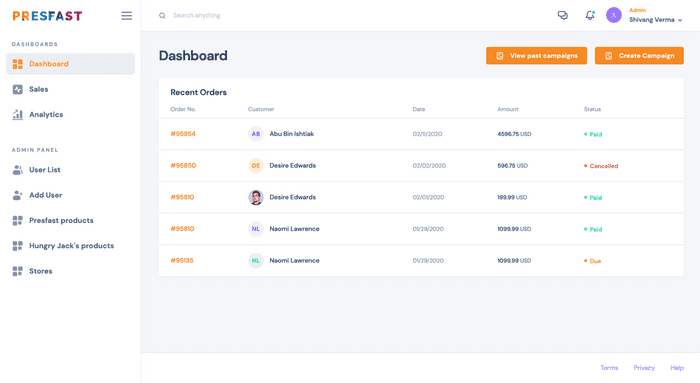 PRESFAST
Search anything
Admin
Shivang Verma
DASHBOARDS
Dashboard
Sales
Analytics
ADMIN PANEL
User List
Add User
Presfast products
Hungry Jack's products
Stores
Dashboard
View past campaigns
Create Campaign
Recent Orders
Order No. Customer Date Amount Status
#95954 AB Abu Bin Ishtiak 02/11/2020 4596.75 USD Paid
#95850 DE Desire Edwards 02/02/2020 596.75 USD Cancelled
#95810 Desire Edwards 02/01/2020 199.99 USD Paid
#95810 NL Naomi Lawrence 01/29/2020 1099.99 USD Paid
#95135 NL Naomi Lawrence 01/29/2020 1099.99 USD Due
Terms Privacy Help